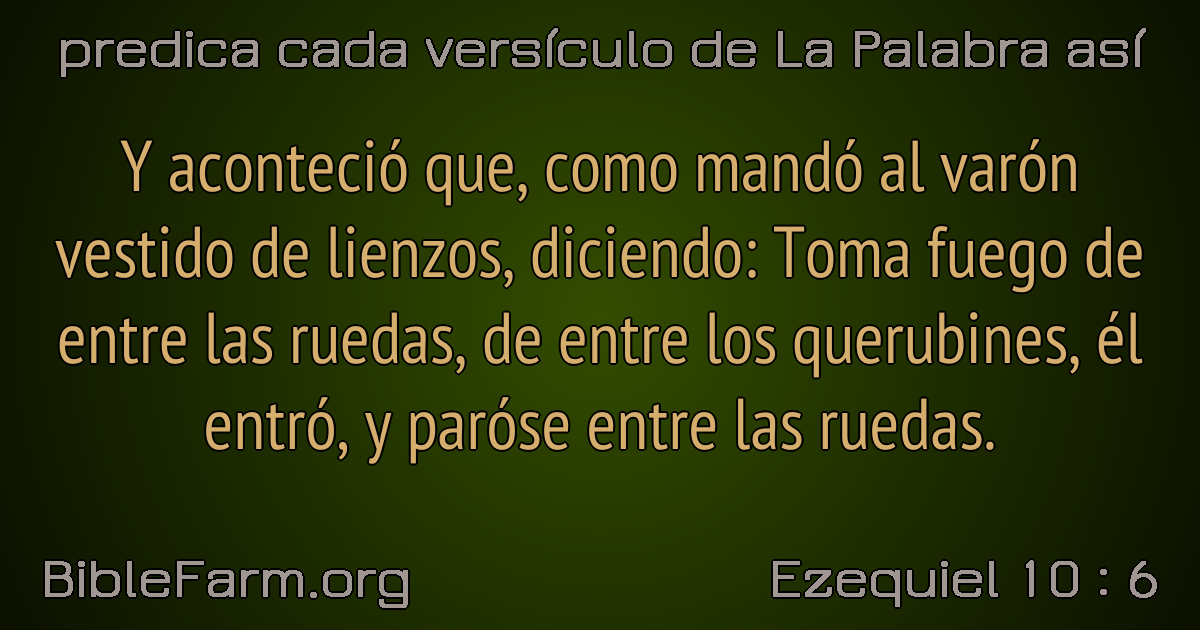 predica cada versículo de La Palabra así
Y aconteció que, como mandó al varón
vestido de lienzos, diciendo: Toma fuego de
entre las ruedas, de entre los querubines, él
entró, y paróse entre las ruedas.
BibleFarm.org
Ezequiel 10 : 6